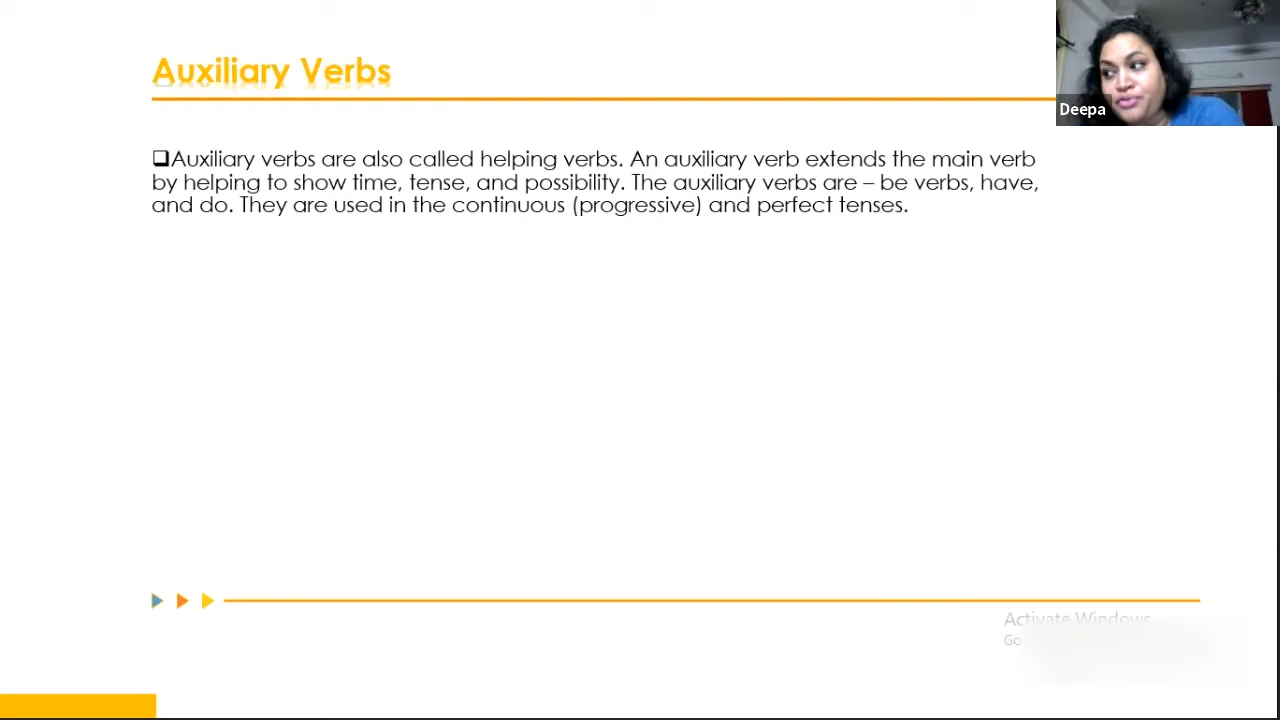 Auxiliary Verbs
Deepa
Auxiliary verbs are also called helping verbs. An auxiliary verb extends the main verb
by helping to show time, tense, and possibility. The auxiliary verbs are – be verbs, have,
and do. They are used in the continuous (progressive) and perfect tenses.
Activate Windows
Go